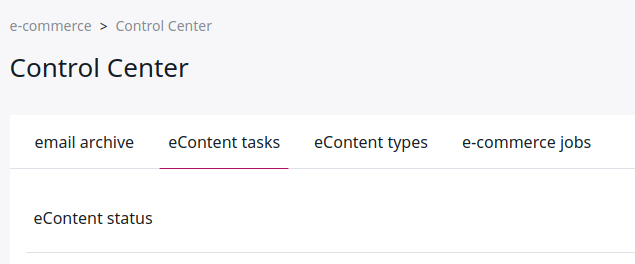 e-commerce > Control Center
Control Center
email archive eContent tasks eContent types e-commerce jobs
eContent status